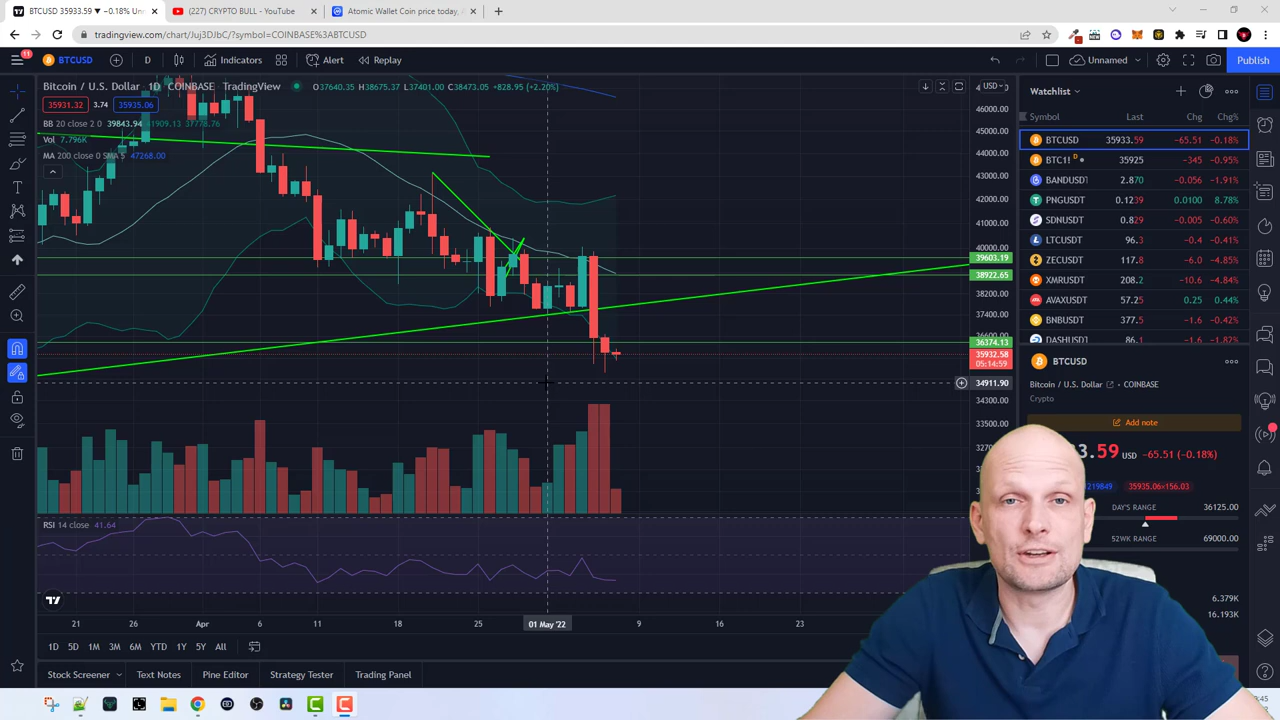 BTCUSD 35933.59 ▼ −0.18% Un
(227) CRYPTO BULL - YouTube
Atomic Wallet Coin price today, A
tradingview.com/chart/Juj3DJbC/?symbol=COINBASE%3ABTCUSD
11
BTCUSD
D
Indicators
Alert
Replay
Unnamed
Publish
Bitcoin / U.S. Dollar · 1D · COINBASE · TradingView
O37640.35 H38675.37 L37401.00 C38473.05 +828.95 (+2.20%)
35931.32 3.74 35935.06
BB 20 close 2 0 39843.94 41909.13 37778.76
Vol 7.796K
MA 200 close 0 SMA 5 47268.00
USD
46000.00
45000.00
44000.00
43000.00
42000.00
41000.00
40000.00
39603.19
38922.65
38200.00
37400.00
36600.00
36374.13
35932.58
05:14:59
34911.90
34300.00
33500.00
RSI 14 close 41.64
21 26 Apr 6 11 18 25 01 May '22 9 16 23
1D 5D 1M 3M 6M YTD 1Y 5Y All
Stock Screener
Text Notes
Pine Editor
Strategy Tester
Trading Panel
Watchlist
Symbol Last Chg Chg%
BTCUSD 35933.59 −65.51 −0.18%
BTC1! D 35925 −345 −0.95%
BANDUSDT 2.870 −0.056 −1.91%
PNGUSDT 0.1239 0.0100 8.78%
SDNUSDT 0.829 −0.005 −0.60%
LTCUSDT 96.3 −0.4 −0.41%
ZECUSDT 117.8 −6.0 −4.85%
XMRUSDT 208.2 −10.6 −4.84%
AVAXUSDT 57.25 0.25 0.44%
BNBUSDT 377.5 −1.6 −0.42%
DASHUSDT 86.1 −1.6 −1.82%
BTCUSD
Bitcoin / U.S. Dollar · COINBASE
Crypto
Add note
3.59 USD −65.51 (−0.18%)
219849 35935.06×156.03
DAY'S RANGE 36125.00
52WK RANGE 69000.00
6.379K
16.193K